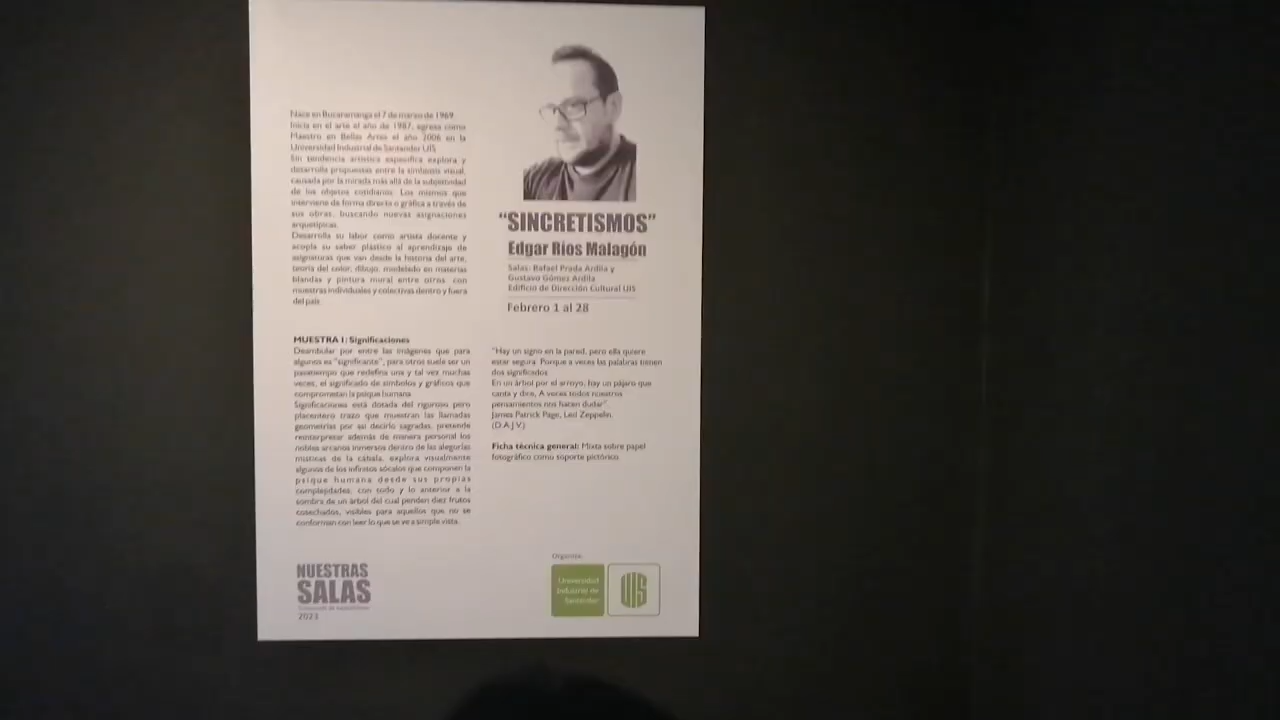 Nace en Bucaramanga el 7 de marzo de 1969.
Inicia en el arte el año de 1987, egresa como
Maestro en Bellas Artes el año 2006 en la
Universidad Industrial de Santander UIS
Sin tendencia artística específica explora y
desarrolla propuestas entre la simbiosis visual,
causada por la mirada más allá de la subjetividad
de los objetos cotidianos. Los mismos que
interviene de forma directa o gráfica a través de
sus obras, buscando nuevas asignaciones
arquetípicas.
Desarrolla su labor como artista docente y
acopla su saber plástico al aprendizaje de
asignaturas que van desde la historia del arte,
teoría del color, dibujo, modelado en materias
blandas y pintura mural entre otros, con
muestras individuales y colectivas dentro y fuera
del país.
“SINCRETISMOS”
Edgar Ríos Malagón
Salas: Rafael Prada Ardila y
Gustavo Gómez Ardila
Edificio de Dirección Cultural UIS
Febrero 1 al 28
MUESTRA I: Significaciones
Deambular por entre las imágenes que para
algunos es “significante”, para otros suele ser un
pasatiempo que redefina una y tal vez muchas
veces, el significado de símbolos y gráficos que
comprometan la psique humana.
Significaciones está dotada del riguroso pero
placentero trazo que muestran las llamadas
geometrías por así decirlo sagradas, pretende
reinterpretar además de manera personal los
nobles arcanos inmersos dentro de las alegorías
místicas de la cábala, explora visualmente
algunos de los infinitos sócalos que componen la
psique humana desde sus propias
complejidades, con todo y lo anterior a la
sombra de un árbol del cual penden diez frutos
cosechados, visibles para aquellos que no se
conforman con leer lo que se ve a simple vista.
“Hay un signo en la pared, pero ella quiere
estar segura. Porque a veces las palabras tienen
dos significados
En un árbol por el arroyo, hay un pájaro que
canta y dice, A veces todos nuestros
pensamientos nos hacen dudar”.
James Patrick Page, Led Zeppelin.
(D.A.J.V)
Ficha técnica general: Mixta sobre papel
fotográfico como soporte pictórico
NUESTRAS
SALAS
2023
Organiza:
Universidad
Industrial de
Santander
UIS